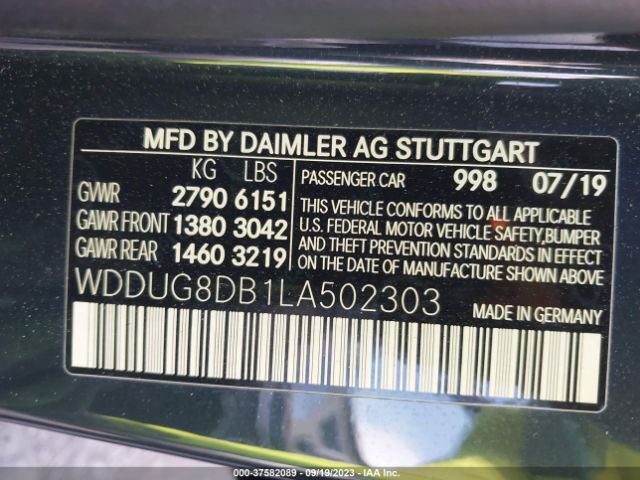 MFD BY DAIMLER AG STUTTGART
KG LBS
GVWR 2790 6151
GAWR FRONT 1380 3042
GAWR REAR 1460 3219
PASSENGER CAR 998 07/19
THIS VEHICLE CONFORMS TO ALL APPLICABLE
U.S. FEDERAL MOTOR VEHICLE SAFETY,BUMPER
AND THEFT PREVENTION STANDARDS IN EFFECT
ON THE DATE OF MANUFACTURE SHOWN ABOVE.
WDDUG8DB1LA502303
MADE IN GERMANY
000-37582089 - 09/19/2023 - IAA Inc.